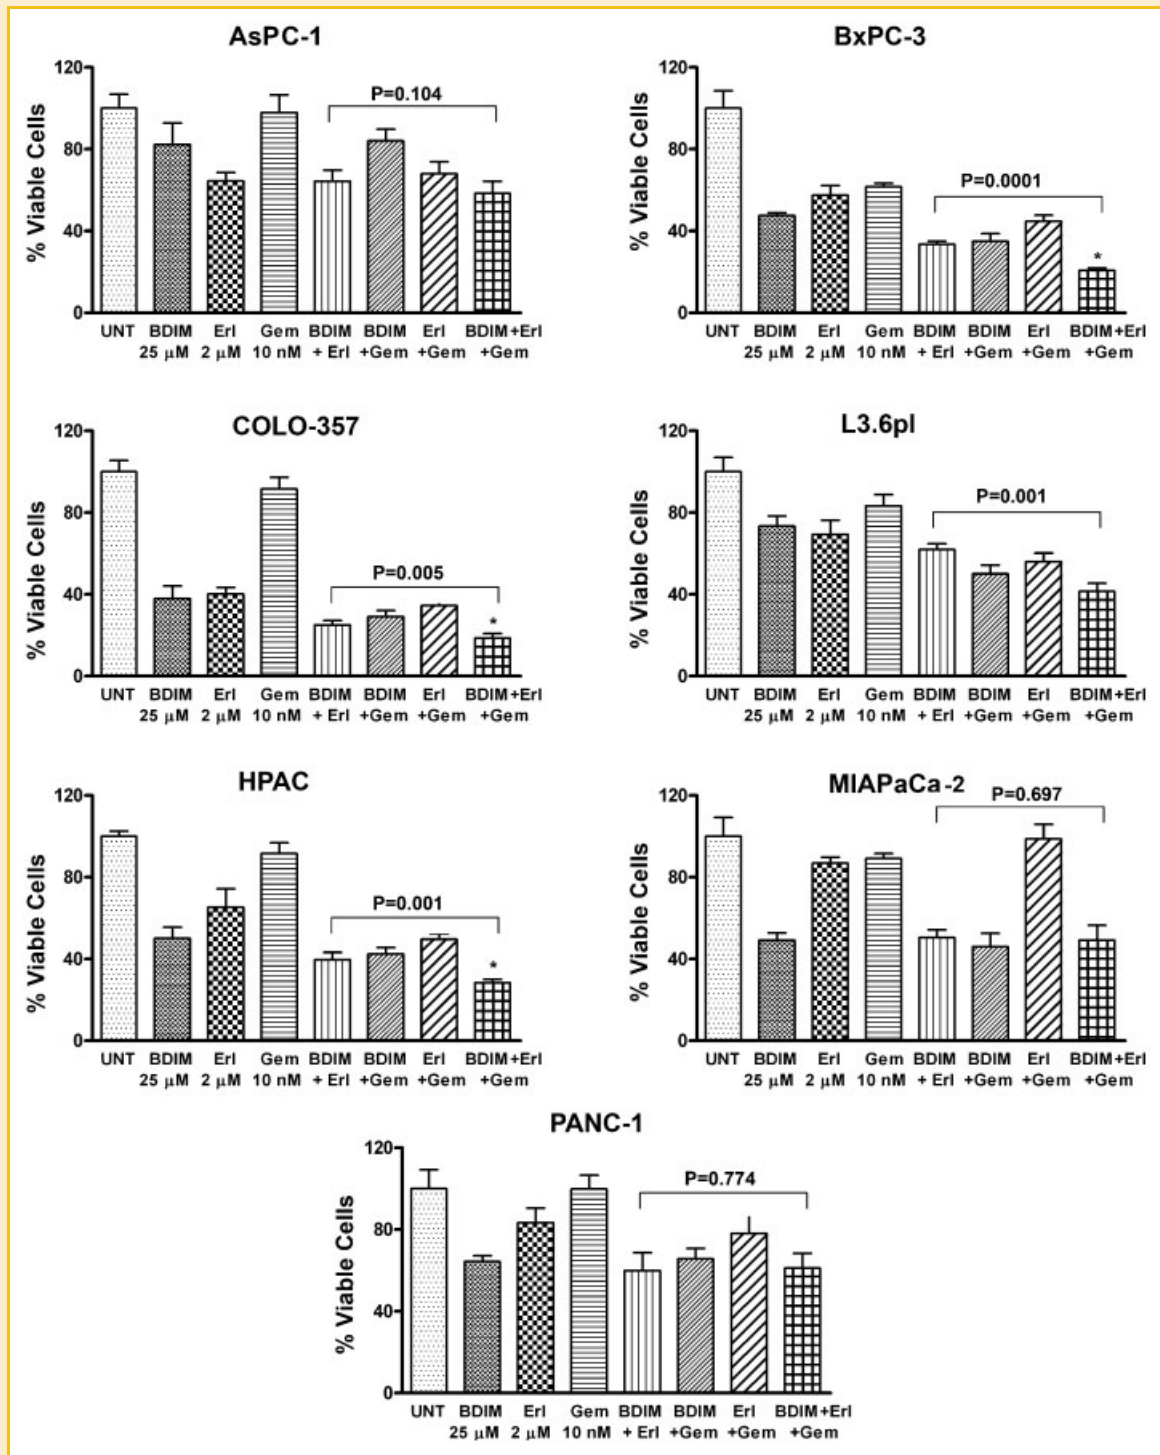 AsPC-1
% Viable Cells
120
80
40
0
P=0.104
UNT BDIM Erl Gem BDIM BDIM Erl BDIM+Erl
25 μM 2 μM 10 nM + Erl +Gem +Gem +Gem
BxPC-3
% Viable Cells
120
80
40
0
P=0.0001
*
UNT BDIM Erl Gem BDIM BDIM Erl BDIM+Erl
25 μM 2 μM 10 nM + Erl +Gem +Gem +Gem
COLO-357
% Viable Cells
120
80
40
0
P=0.005
*
UNT BDIM Erl Gem BDIM BDIM Erl BDIM+Erl
25 μM 2 μM 10 nM + Erl +Gem +Gem +Gem
L3.6pl
% Viable Cells
120
80
40
0
P=0.001
UNT BDIM Erl Gem BDIM BDIM Erl BDIM+Erl
25 μM 2 μM 10 nM + Erl +Gem +Gem +Gem
HPAC
% Viable Cells
120
80
40
0
P=0.001
*
UNT BDIM Erl Gem BDIM BDIM Erl BDIM+Erl
25 μM 2 μM 10 nM + Erl +Gem +Gem +Gem
MIAPaCa-2
% Viable Cells
120
80
40
0
P=0.697
UNT BDIM Erl Gem BDIM BDIM Erl BDIM+Erl
25 μM 2 μM 10 nM + Erl +Gem +Gem +Gem
PANC-1
% Viable Cells
120
80
40
0
P=0.774
UNT BDIM Erl Gem BDIM BDIM Erl BDIM+Erl
25 μM 2 μM 10 nM + Erl +Gem +Gem +Gem